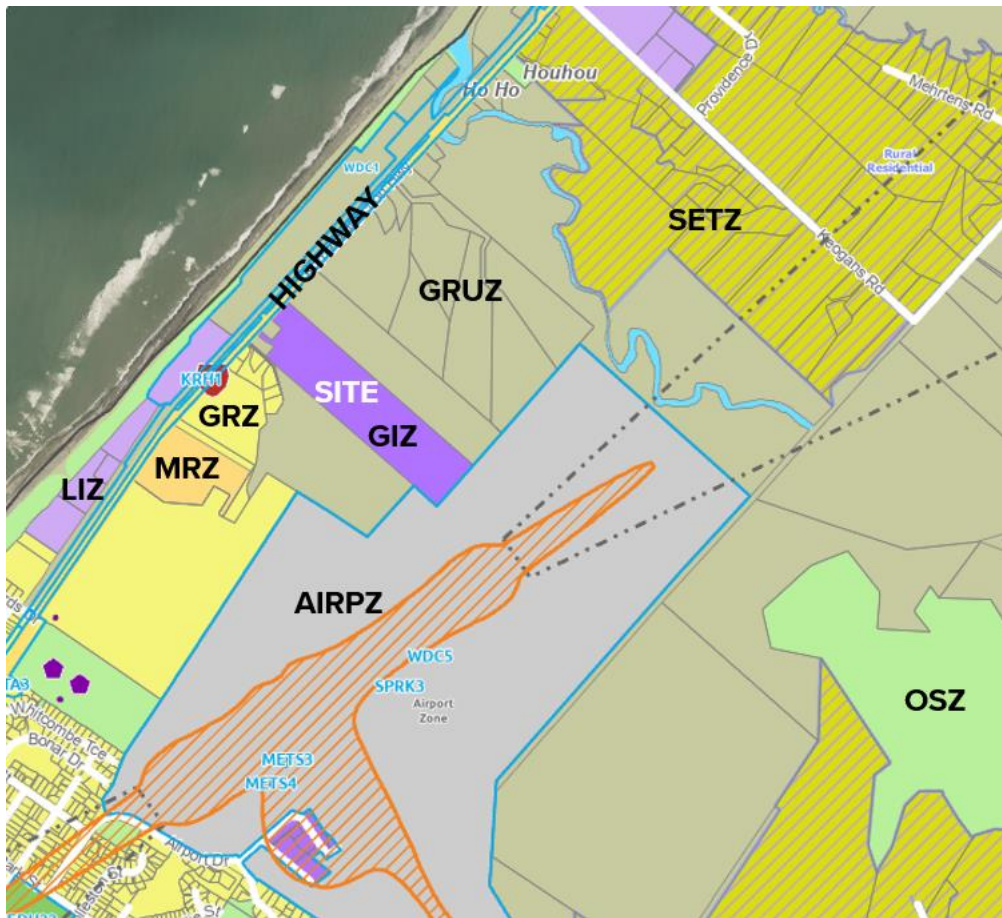 Houhou
Ho Ho
Providence Dr
Mehrtens Rd
WDC1
Rural
Residential
HIGHWAY
SETZ
Keogans Rd
GRUZ
KRH1
SITE
GRZ
GIZ
MRZ
LIZ
AIRPZ
WDC5
SPRK3
Airport
Zone
OSZ
TA3
Whitcombe Tce
Bonar Dr
METS3
METS4
Airport Dr